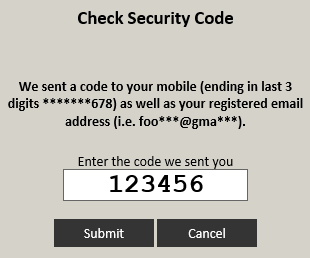 Check Security Code
We sent a code to your mobile (ending in last 3
digits *******678) as well as your registered email
address (i.e. foo***@gma***).
Enter the code we sent you
123456
Submit Cancel